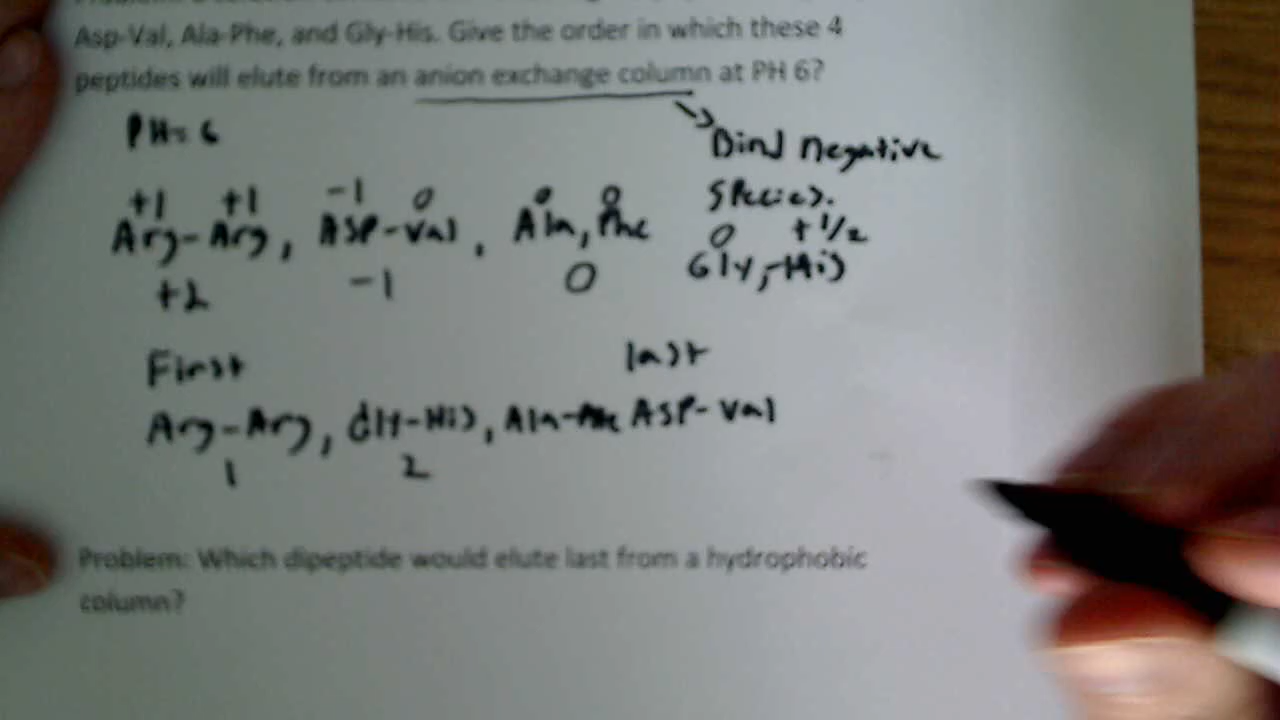 Asp-Val, Ala-Phe, and Gly-His. Give the order in which these 4
peptides will elute from an anion exchange column at PH 6?
PH= 6
Bind negative
species.
+1 +1 -1 0 0 0 0 +1/2
Arg-Arg, ASP-Val, Ala, Phe Gly,-His
+2 -1 0
First last
Arg-Arg, Gly-His, Ala-Phe ASP-Val
1 2
Problem: Which dipeptide would elute last from a hydrophobic
column?